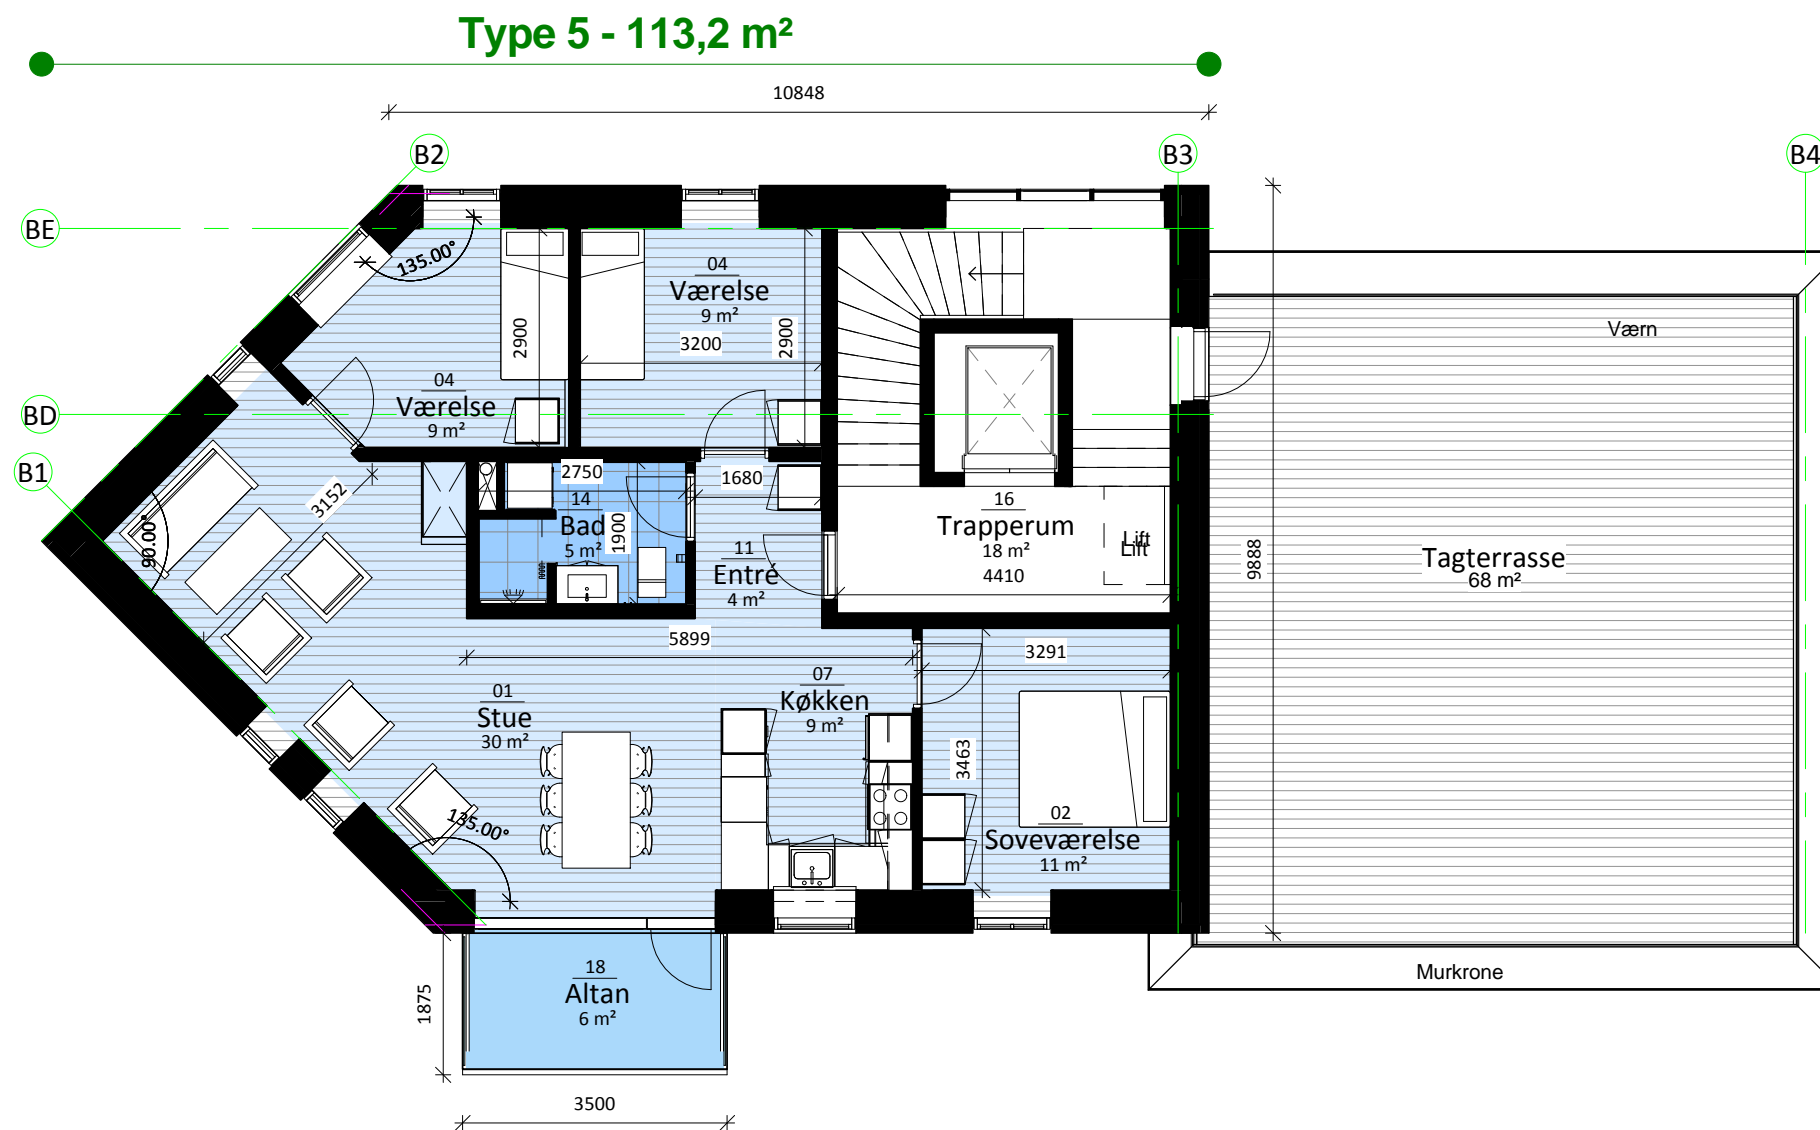 Type 5 - 113,2 m²
10848
B2
B3
B4
BE
135.00°
04
Værelse
9 m²
3200
2900
2900
Værn
04
Værelse
9 m²
BD
B1
3152
2750
1680
14
Bad
5 m²
1900
90.00°
11
Entré
4 m²
16
Trapperum
18 m²
4410
Lift
Lift
9888
Tagterrasse
68 m²
5899
3291
01
Stue
30 m²
07
Køkken
9 m²
3463
135.00°
02
Soveværelse
11 m²
Murkrone
18
Altan
6 m²
1875
3500